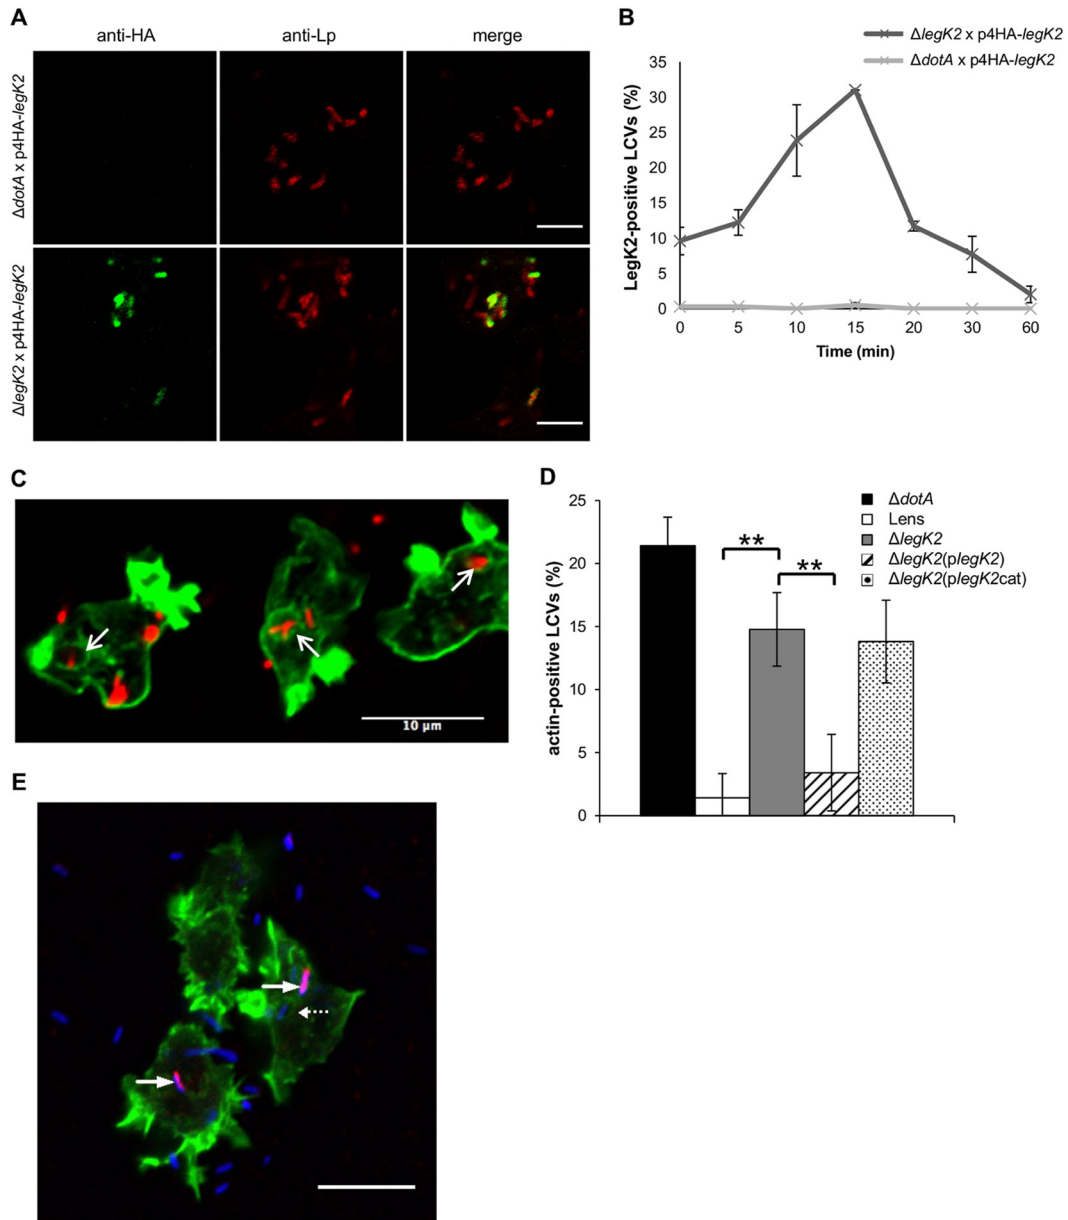 A
anti-HA
anti-Lp
merge
ΔdotA x p4HA-legK2
ΔlegK2 x p4HA-legK2
B
ΔlegK2 x p4HA-legK2
ΔdotA x p4HA-legK2
LegK2-positive LCVs (%)
35
30
25
20
15
10
5
0
0 5 10 15 20 30 60
Time (min)
C
10 µm
D
actin-positive LCVs (%)
25
20
15
10
5
0
ΔdotA
Lens
ΔlegK2
ΔlegK2(plegK2)
ΔlegK2(plegK2cat)
**
**
E